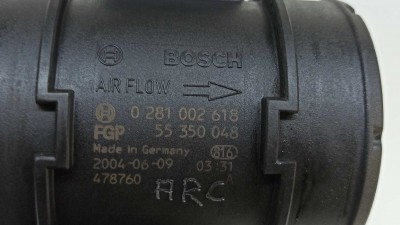 BOSCH
AIR FLOW
0 281 002 618
FGP 55 350 048
Made in Germany 816
2004-06-09 03:31
478760 A
ARC